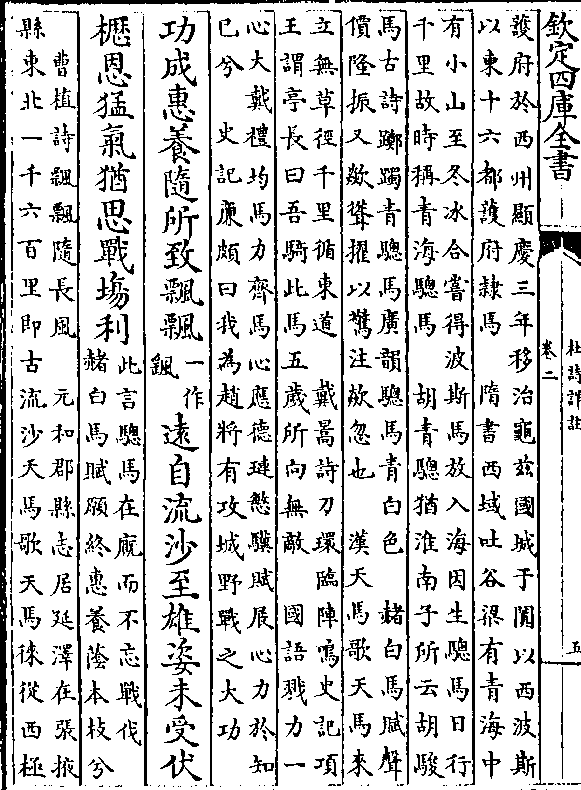 欽定四庫全書
杜詩詳註
卷二
五
護府於西州顯慶三年移治龜茲國城于闐以西波斯
以東十六都護府隸馬 隋書西域吐谷渾有青海中
有小山至冬冰合嘗得波斯馬放入海因生驄馬日行
千里故時稱青海驄馬 胡青驄猶淮南子所云胡駿
馬古詩躑躅青驄馬廣韻驄馬青白色 赭白馬賦聲
價隆振又欻聳擢以驚注欻忽也 漢天馬歌天馬來
立無草徑千里循東道 戴暠詩刀環臨陣鳴史記項
王謂亭長曰吾騎此馬五歲所向無敵 國語戮力一
心大戴禮均馬力齊馬心應德璉慜驥賦展心力於知
已兮 史記廉頗曰我為趙將有攻城野戰之大功
功成惠養隨所致飄飄一作颻遠自流沙至雄姿未受伏
櫪恩猛氣猶思戰場利此言驄馬在廐而不忘戰伐
赭白馬賦願終惠養蔭本枝兮
曹植詩飄飄隨長風 元和郡縣志居延澤在張掖
縣東北一千六百里即古流沙天馬歌天馬徠從西極